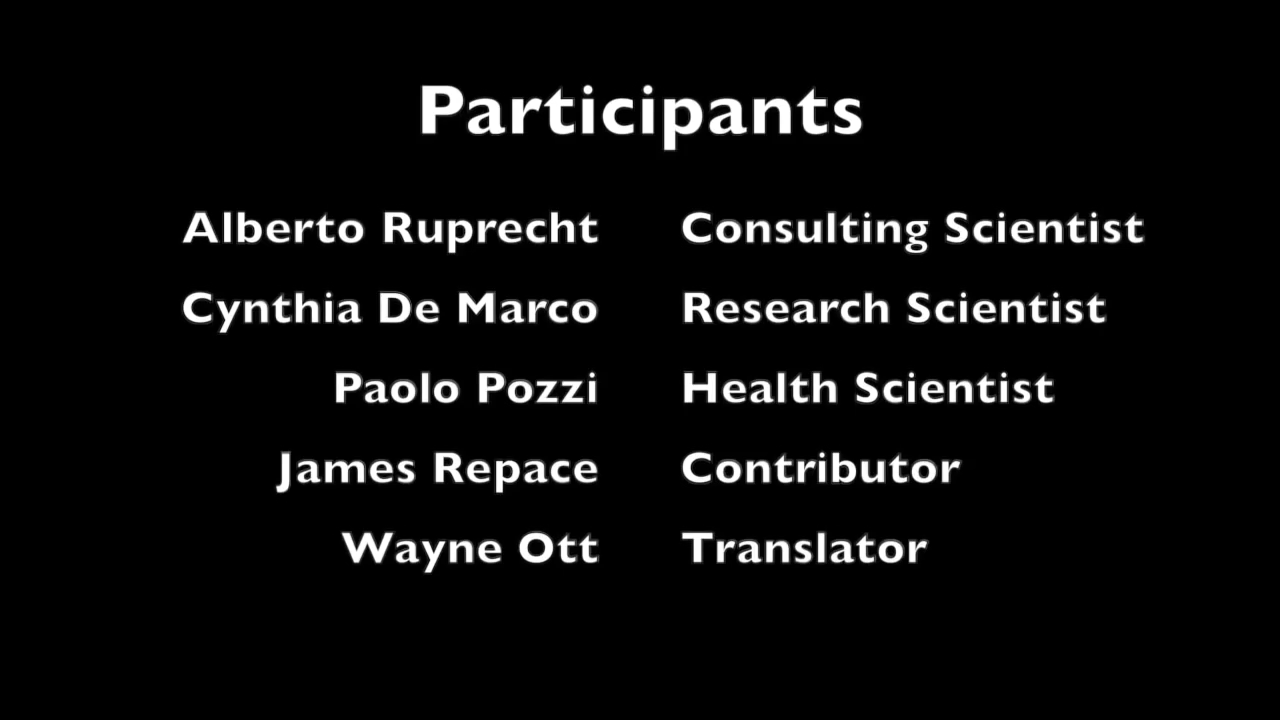 Participants
Alberto Ruprecht Consulting Scientist
Cynthia De Marco Research Scientist
Paolo Pozzi Health Scientist
James Repace Contributor
Wayne Ott Translator